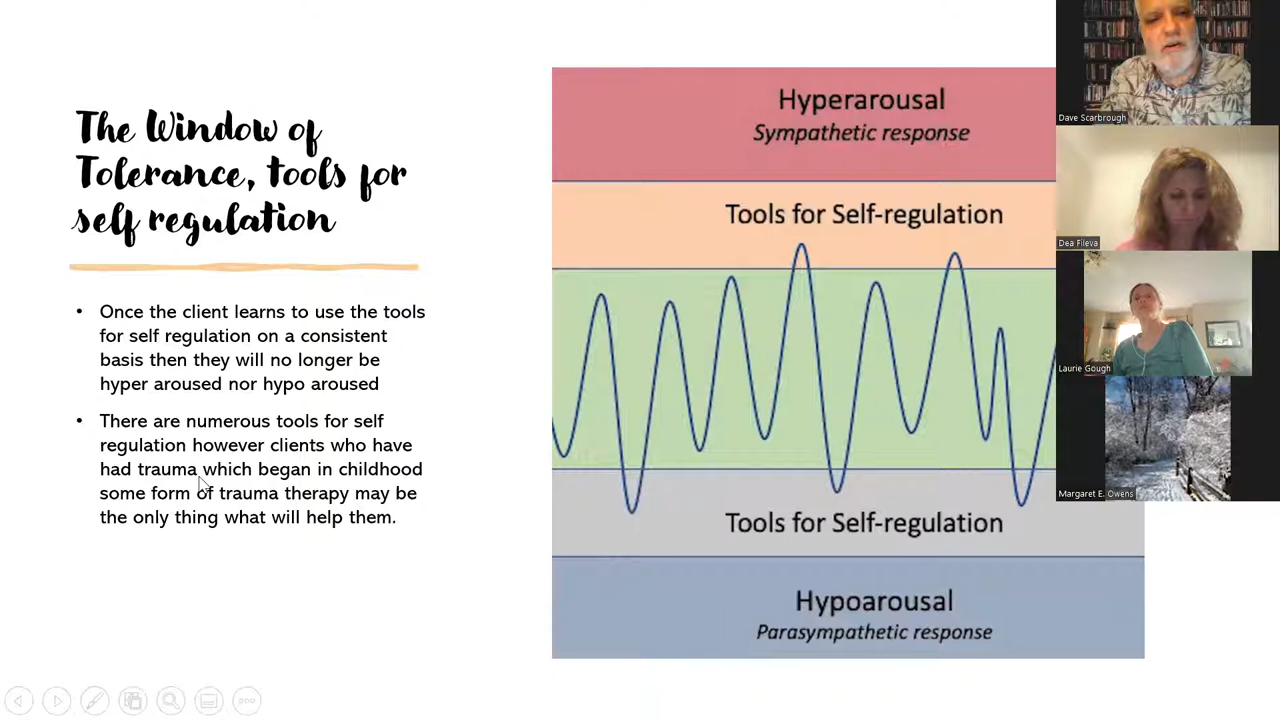 The Window of
Tolerance, tools for
self regulation
• Once the client learns to use the tools
for self regulation on a consistent
basis then they will no longer be
hyper aroused nor hypo aroused
• There are numerous tools for self
regulation however clients who have
had trauma which began in childhood
some form of trauma therapy may be
the only thing what will help them.
Hyperarousal
Sympathetic response
Tools for Self-regulation
Tools for Self-regulation
Hypoarousal
Parasympathetic response
Dave Scarbrough
Dea Fileva
Laurie Gough
Margaret E. Owens